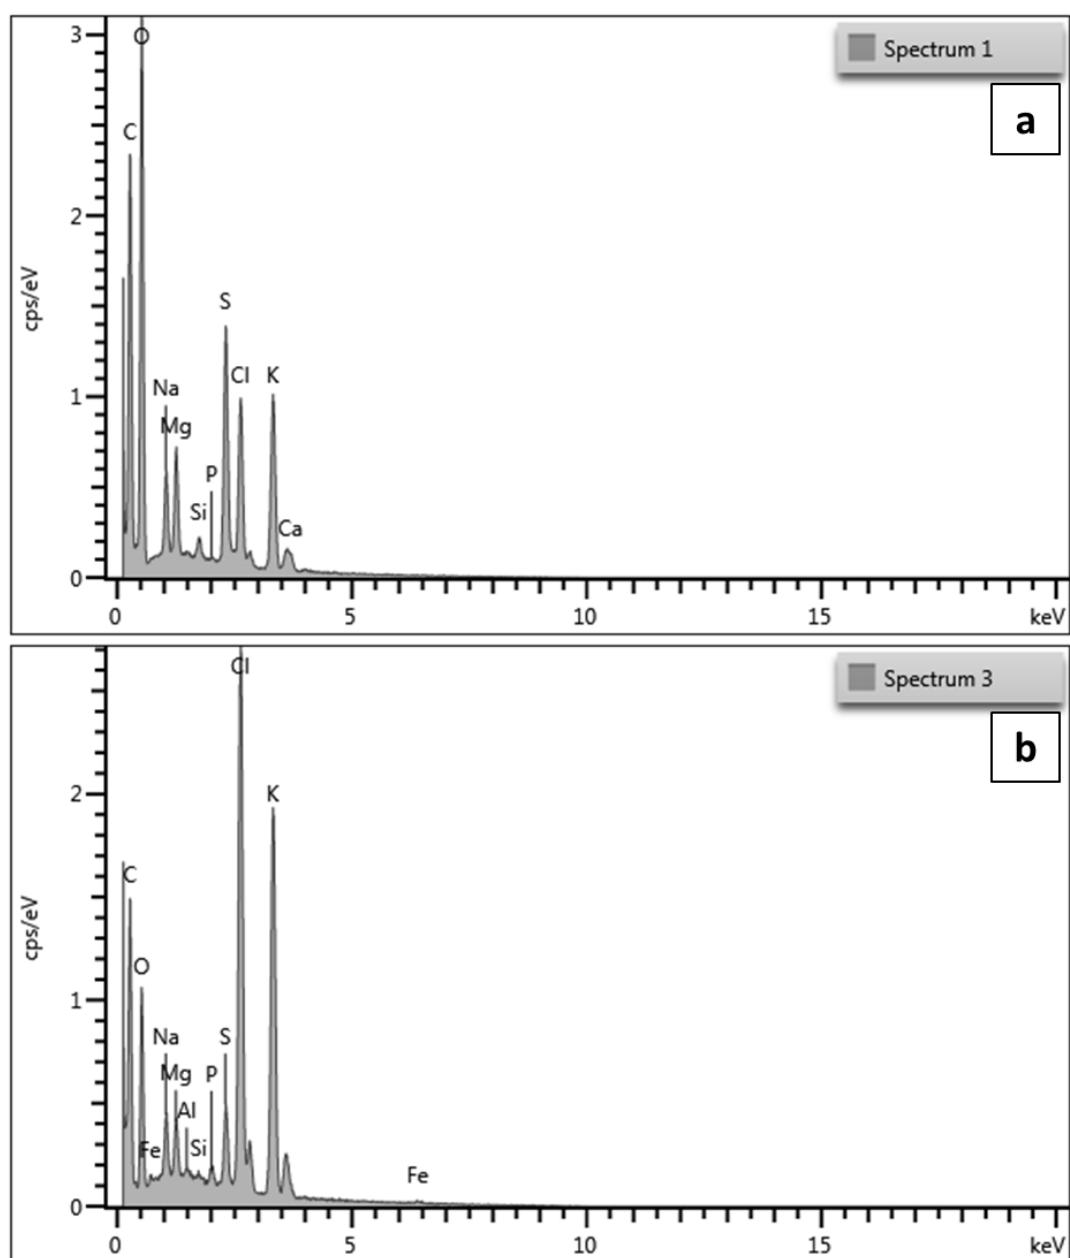 Spectrum 1
a
cps/eV
3
2
1
0
O
C
Na
Mg
Si
P
S
Cl
K
Ca
0 5 10 15 keV
Spectrum 3
b
cps/eV
2
1
0
Cl
K
C
O
Na
Mg
Al
Fe
Si
P
S
Fe
0 5 10 15 keV